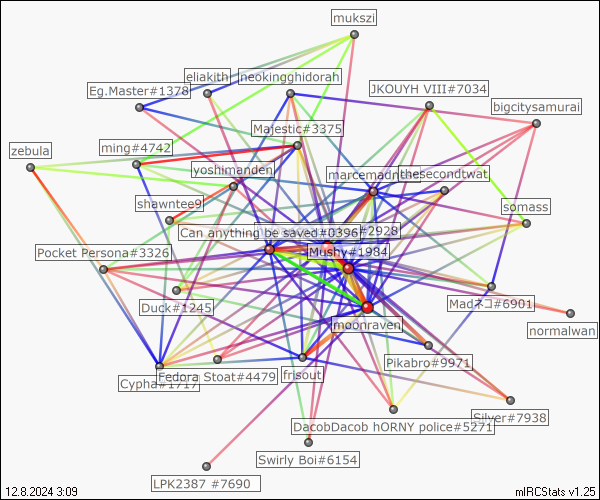 mukszi
eliakith
neokingghidorah
Eg.Master#1378
JKOUYH VIII#7034
bigcitysamurai
Majestic#3375
zebula
ming#4742
yoshimanden
marcemad
thesecondtwat
shawntee9
somass
Can anything be saved#0396
#2928
Pocket Persona#3326
Mushy#1984
Duck#1245
Madネコ#6901
moonraven
normalwan
Pikabro#9971
Cypha#1717
Fedora Stoat#4479
frisout
Silver#7938
DacobDacob hORNY police#5271
Swirly Boi#6154
LPK2387 #7690
12.8.2024 3:09
mIRCStats v1.25